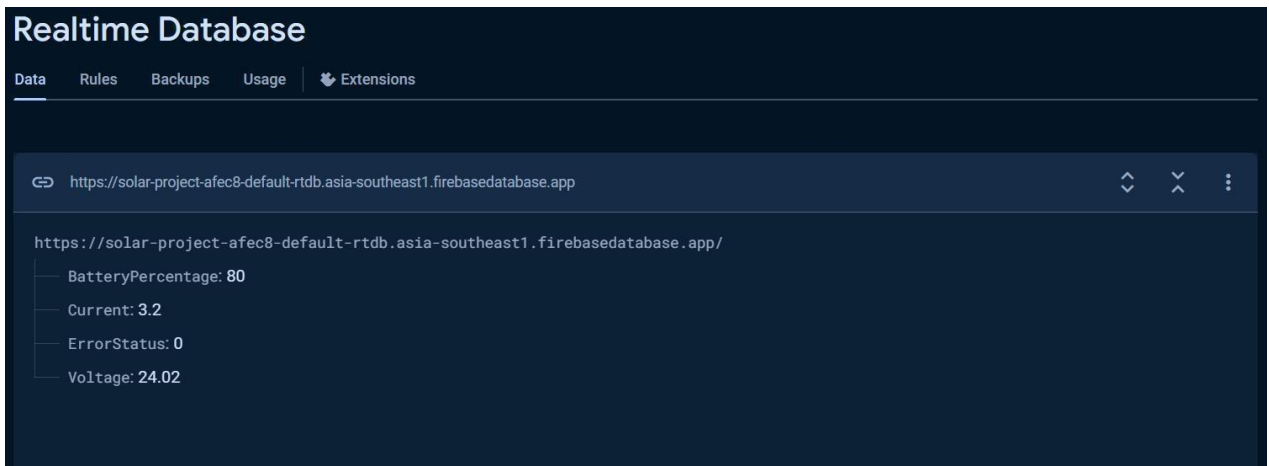 Realtime Database
Data Rules Backups Usage Extensions
https://solar-project-afec8-default-rtdb.asia-southeast1.firebasedatabase.app
https://solar-project-afec8-default-rtdb.asia-southeast1.firebasedatabase.app/
BatteryPercentage: 80
Current: 3.2
ErrorStatus: 0
Voltage: 24.02